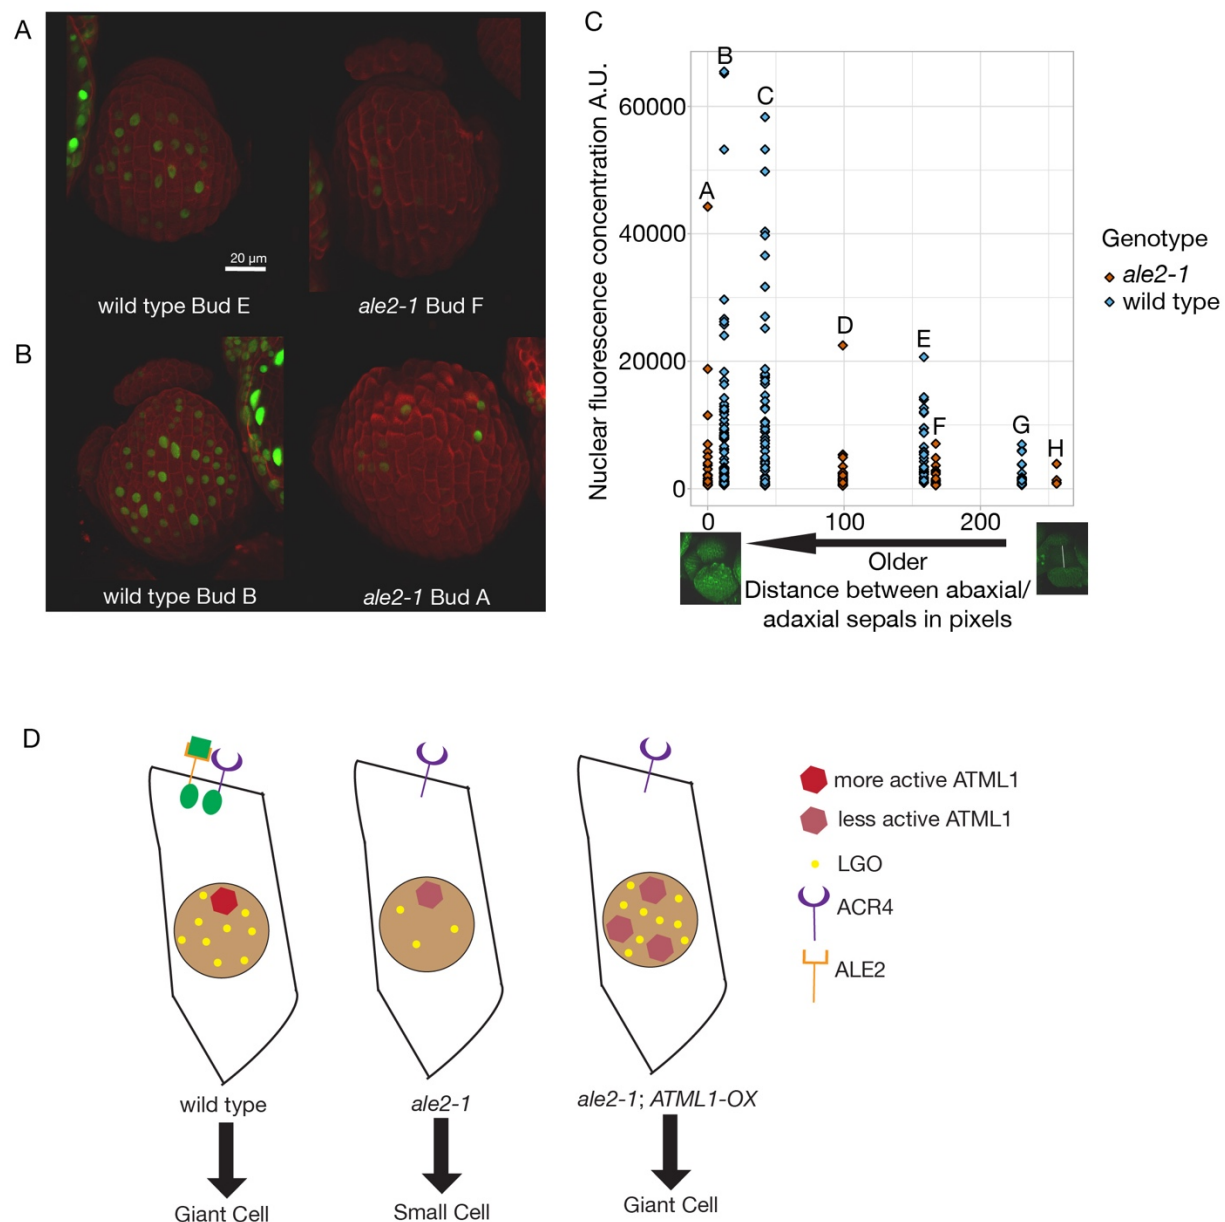 A
20 µm
wild type Bud E
ale2-1 Bud F
B
wild type Bud B
ale2-1 Bud A
C
Nuclear fluorescence concentration A.U.
60000
40000
20000
0
A
B
C
D
E
F
G
H
0
100
200
Older
Distance between abaxial/
adaxial sepals in pixels
Genotype
ale2-1
wild type
D
wild type
ale2-1
ale2-1; ATML1-OX
Giant Cell
Small Cell
Giant Cell
more active ATML1
less active ATML1
LGO
ACR4
ALE2